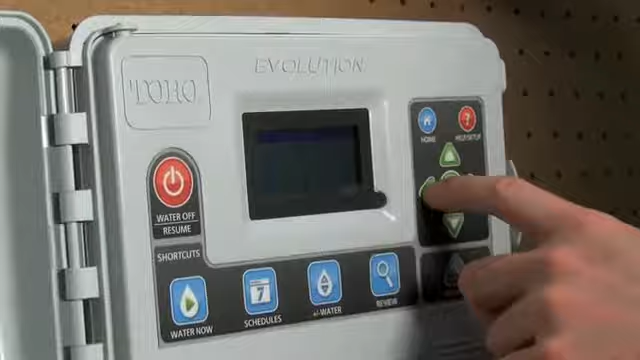 TORO
EVOLUTION
HOME
HELP/SETUP
?
WATER OFF
RESUME
SHORTCUTS
7
WATER NOW
SCHEDULES
+/-WATER
REVIEW